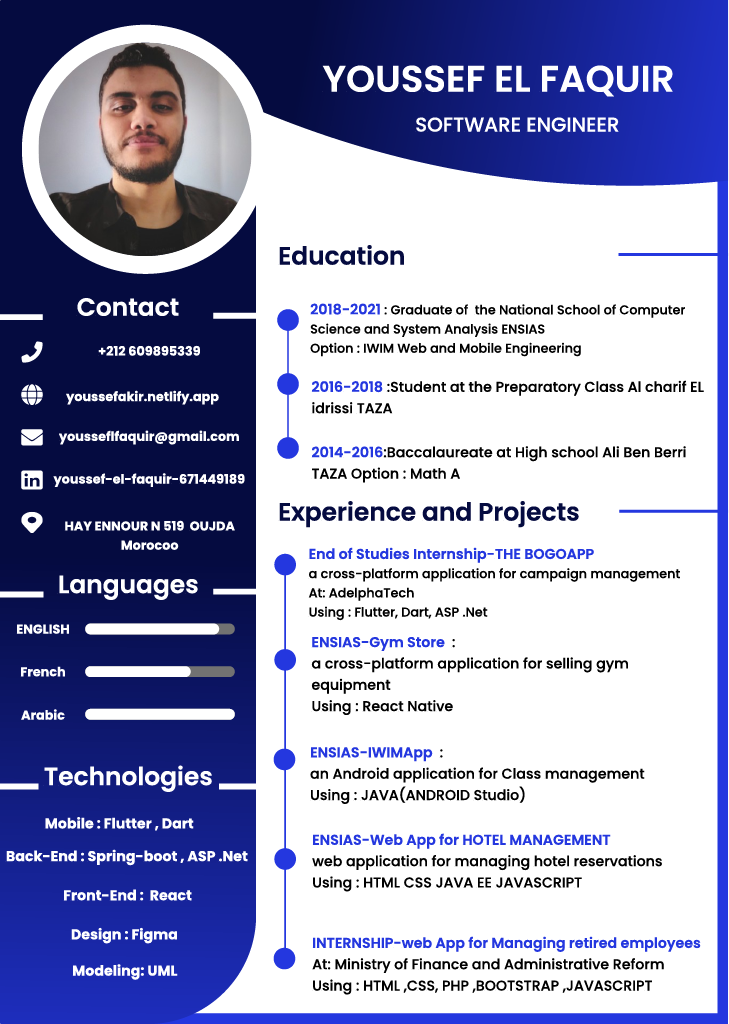 YOUSSEF EL FAQUIR
SOFTWARE ENGINEER
Contact
+212 609895339
youssefakir.netlify.app
yousseflfaquir@gmail.com
youssef-el-faquir-671449189
HAY ENNOUR N 519 OUJDA
Morocoo
Languages
ENGLISH
French
Arabic
Technologies
Mobile : Flutter , Dart
Back-End : Spring-boot , ASP .Net
Front-End : React
Design : Figma
Modeling: UML
Education
2018-2021 : Graduate of the National School of Computer
Science and System Analysis ENSIAS
Option : IWIM Web and Mobile Engineering
2016-2018 :Student at the Preparatory Class Al charif EL
idrissi TAZA
2014-2016:Baccalaureate at High school Ali Ben Berri
TAZA Option : Math A
Experience and Projects
End of Studies Internship-THE BOGOAPP
a cross-platform application for campaign management
At: AdelphaTech
Using : Flutter, Dart, ASP .Net
ENSIAS-Gym Store :
a cross-platform application for selling gym
equipment
Using : React Native
ENSIAS-IWIMApp :
an Android application for Class management
Using : JAVA(ANDROID Studio)
ENSIAS-Web App for HOTEL MANAGEMENT
web application for managing hotel reservations
Using : HTML CSS JAVA EE JAVASCRIPT
INTERNSHIP-web App for Managing retired employees
At: Ministry of Finance and Administrative Reform
Using : HTML ,CSS, PHP ,BOOTSTRAP ,JAVASCRIPT